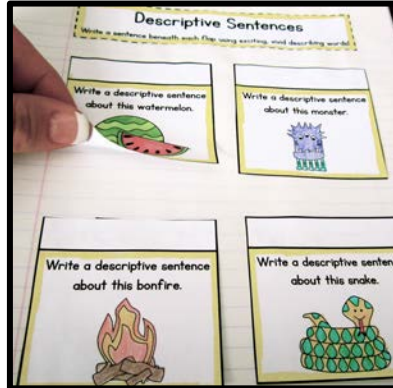 Descriptive Sentences
Write a sentence beneath each flap using exciting, vivid describing words!
Write a descriptive sentence
about this watermelon.
Write a descriptive sentence
about this monster.
Write a descriptive sentence
about this bonfire.
Write a descriptive senten
about this snake.